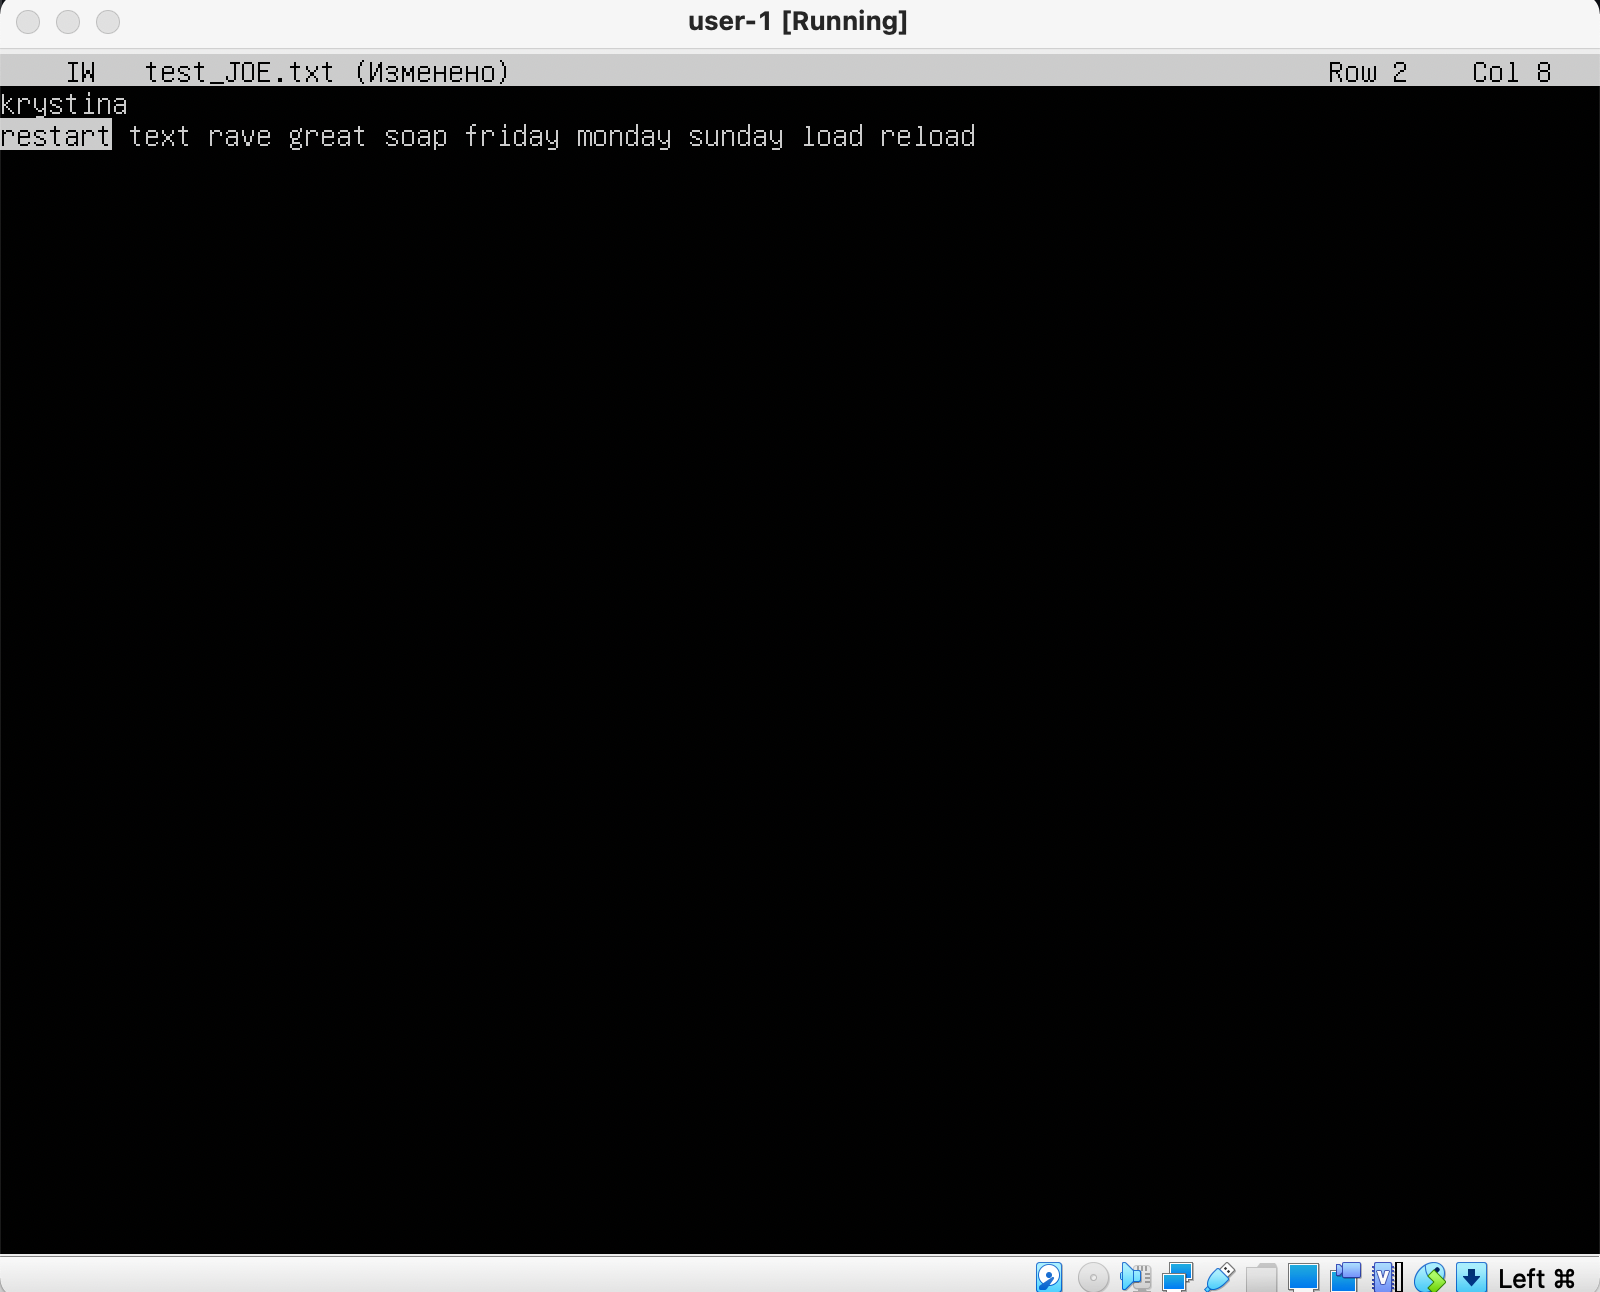 user-1 [Running]
IW test_JOE.txt (Изменено) Row 2 Col 8
krystina
restart text rave great soap friday monday sunday load reload
V
Left ⌘